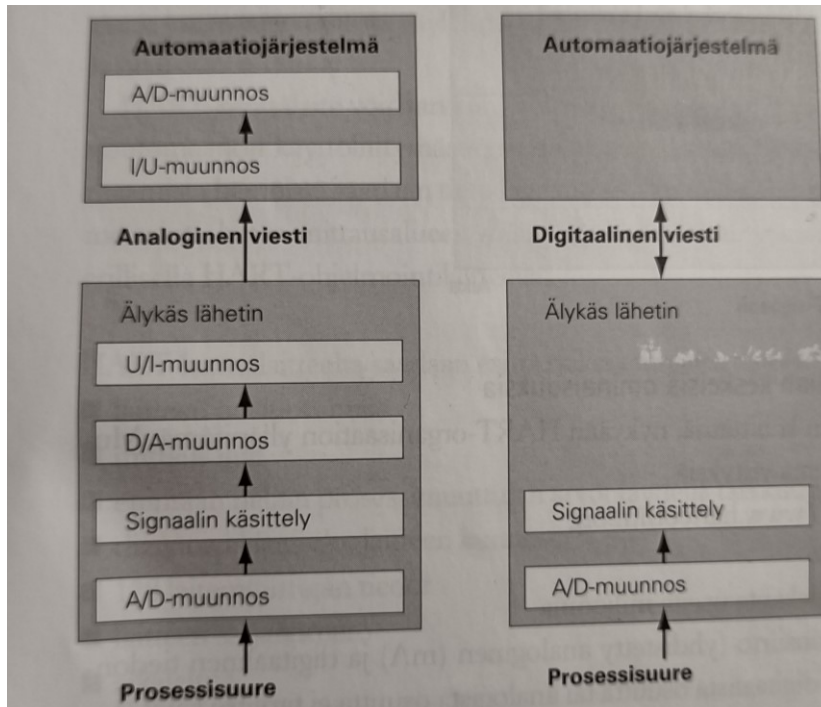 Automaatiojärjestelmä
A/D-muunnos
I/U-muunnos
Analoginen viesti
Älykäs lähetin
U/I-muunnos
D/A-muunnos
Signaalin käsittely
A/D-muunnos
Prosessisuure
Automaatiojärjestelmä
Digitaalinen viesti
Älykäs lähetin
Signaalin käsittely
A/D-muunnos
Prosessisuure